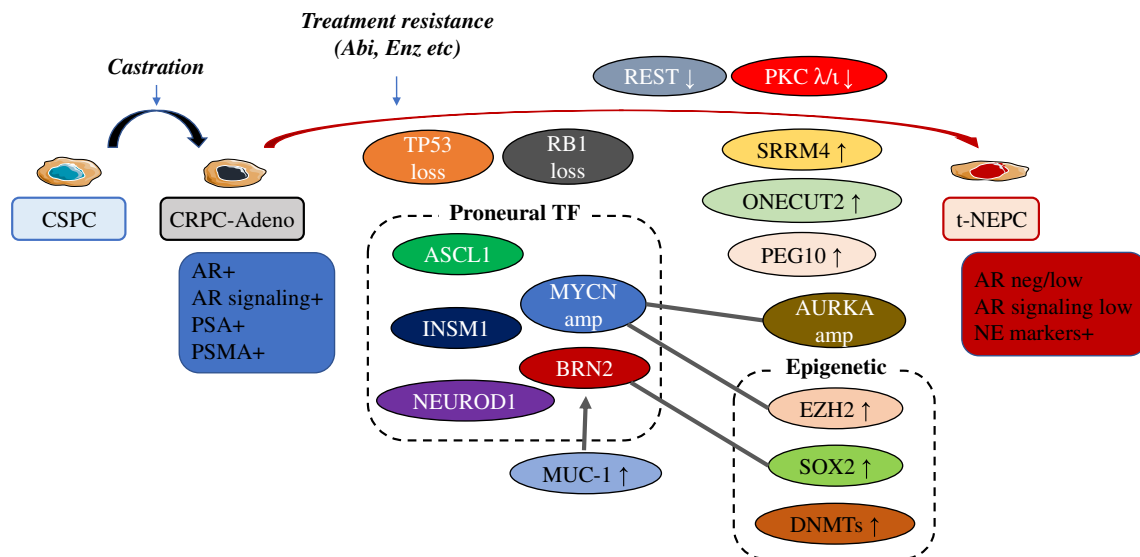 Treatment resistance
(Abi, Enz etc)
Castration
REST ↓
PKC λ/ι ↓
TP53
loss
RB1
loss
SRRM4 ↑
ONECUT2 ↑
PEG10 ↑
CSPC
CRPC-Adeno
t-NEPC
Proneural TF
ASCL1
MYCN
amp
INSM1
BRN2
NEUROD1
AURKA
amp
AR+
AR signaling+
PSA+
PSMA+
AR neg/low
AR signaling low
NE markers+
Epigenetic
EZH2 ↑
SOX2 ↑
DNMTs ↑
MUC-1 ↑